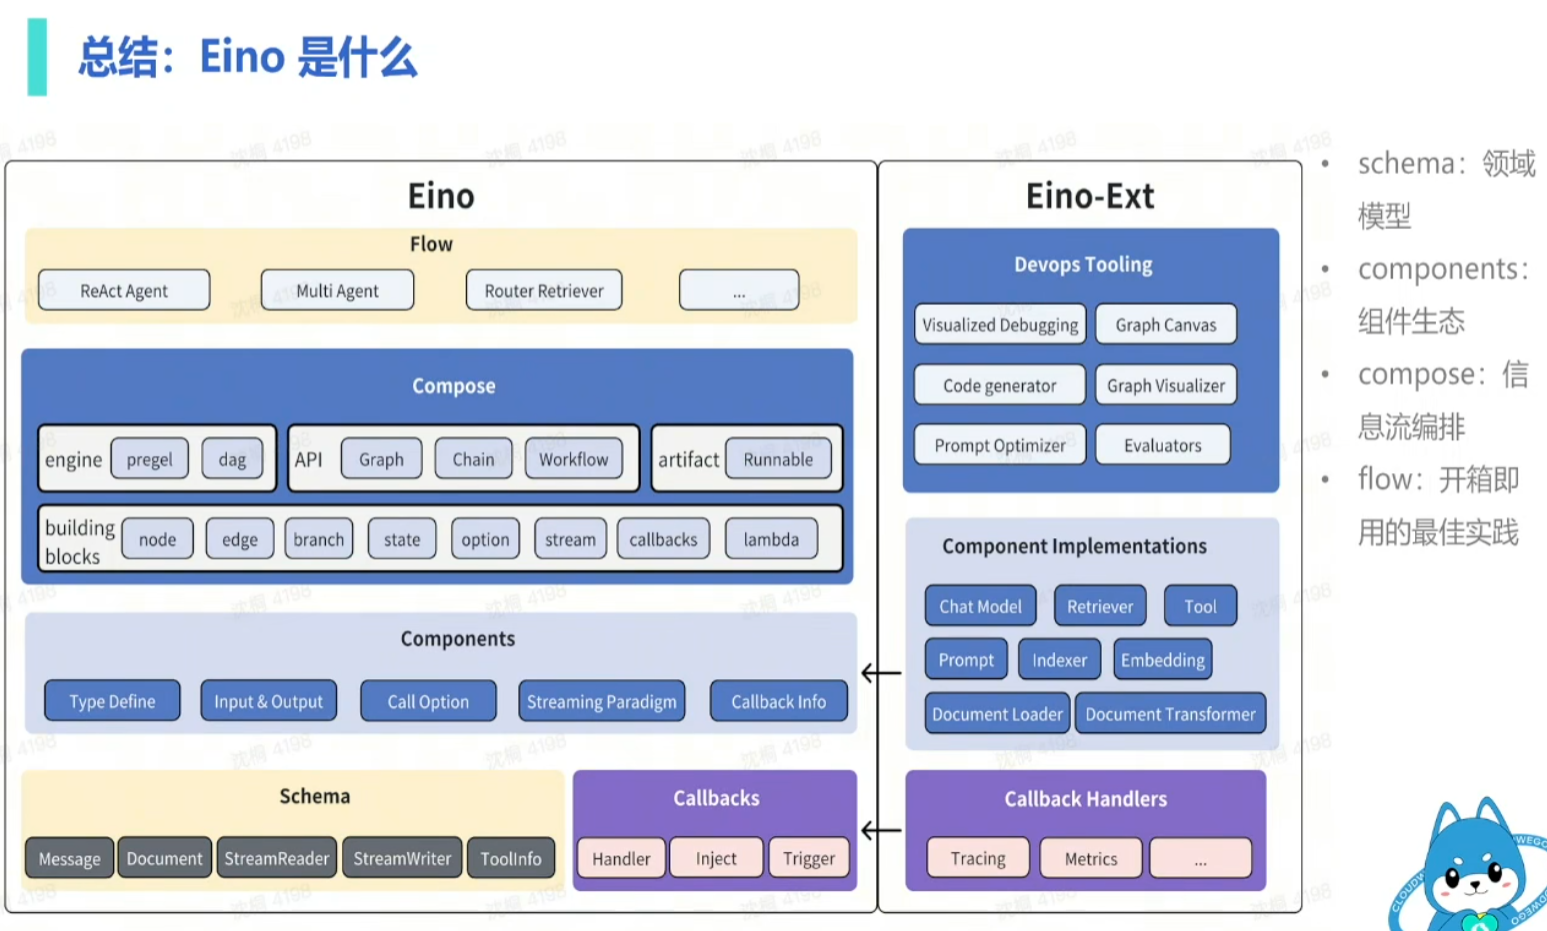 总结：Eino 是什么
Eino
Flow
ReAct Agent
Multi Agent
Router Retriever
...
Compose
engine
pregel
dag
API
Graph
Chain
Workflow
artifact
Runnable
building
blocks
node
edge
branch
state
option
stream
callbacks
lambda
Components
Type Define
Input & Output
Call Option
Streaming Paradigm
Callback Info
Schema
Message
Document
StreamReader
StreamWriter
ToolInfo
Callbacks
Handler
Inject
Trigger
Eino-Ext
Devops Tooling
Visualized Debugging
Graph Canvas
Code generator
Graph Visualizer
Prompt Optimizer
Evaluators
Component Implementations
Chat Model
Retriever
Tool
Prompt
Indexer
Embedding
Document Loader
Document Transformer
Callback Handlers
Tracing
Metrics
...
• schema：领域
模型
• components：
组件生态
• compose：信
息流编排
• flow：开箱即
用的最佳实践
沈桐 4198